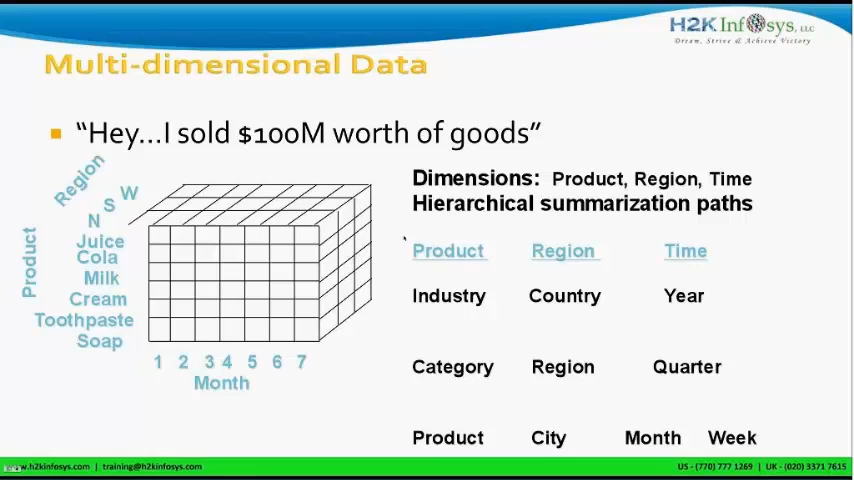 H2K Infosys, LLC
Dream, Strive & Achieve Victory
Multi-dimensional Data
“Hey…I sold $100M worth of goods”
Region
N S W
Product
Juice
Cola
Milk
Cream
Toothpaste
Soap
1 2 3 4 5 6 7
Month
Dimensions: Product, Region, Time
Hierarchical summarization paths
Product Region Time
Industry Country Year
Category Region Quarter
Product City Month Week
www.h2kinfosys.com | training@h2kinfosys.com
US - (770) 777 1269 | UK - (020) 3371 7615